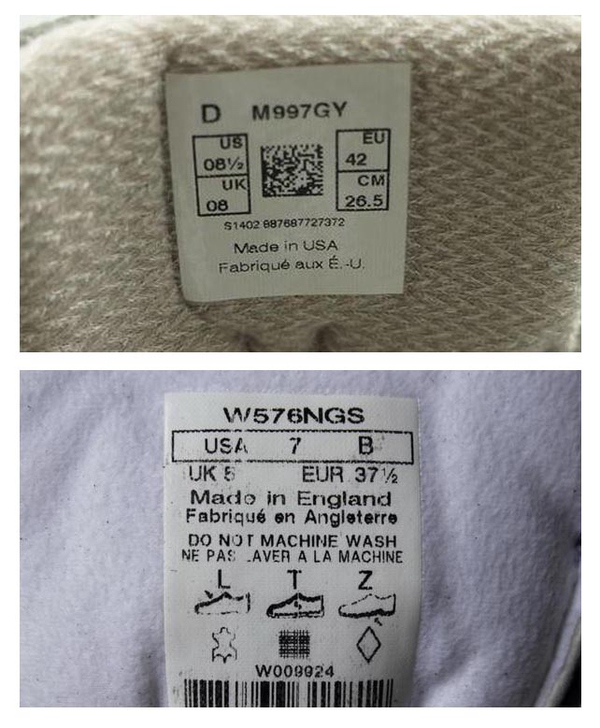 D M997GY
US EU
08½ 42
UK CM
08 26.5
S1402 887687727372
Made in USA
Fabriqué aux É.-U.
W576NGS
USA 7 B
UK 5 EUR 37½
Made in England
Fabriqué en Angleterre
DO NOT MACHINE WASH
NE PAS LAVER A LA MACHINE
L T Z
W009924